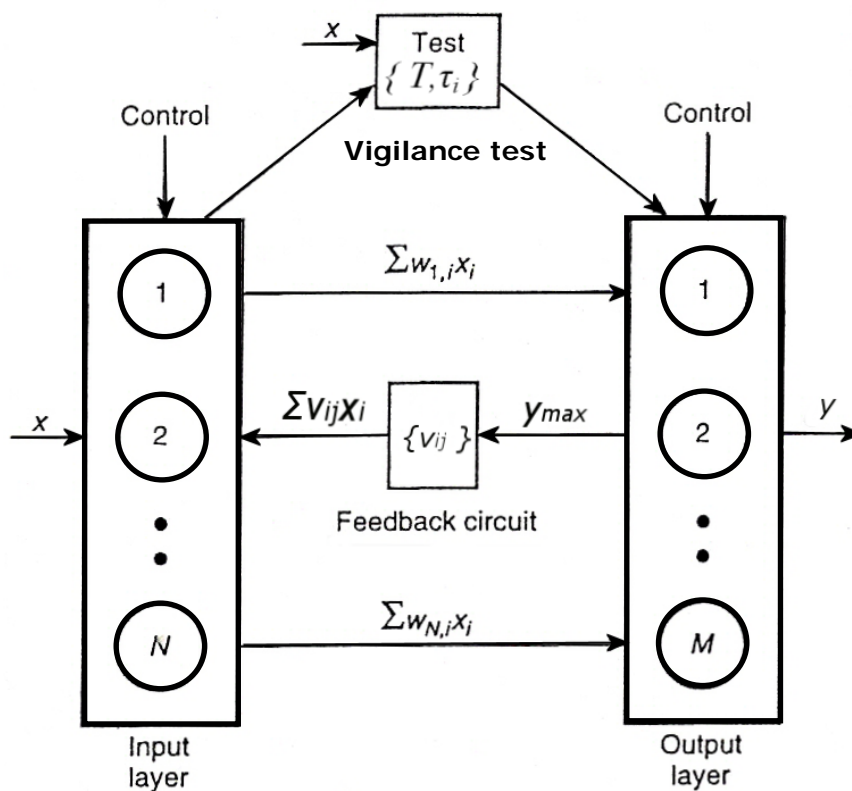 x
Test
{ T,τi}
Control
Vigilance test
Control
1
∑w1,ixi
1
x
2
ΣVijXi
{vij }
ymax
2
y
Feedback circuit
N
∑wN,ixi
M
Input
layer
Output
layer